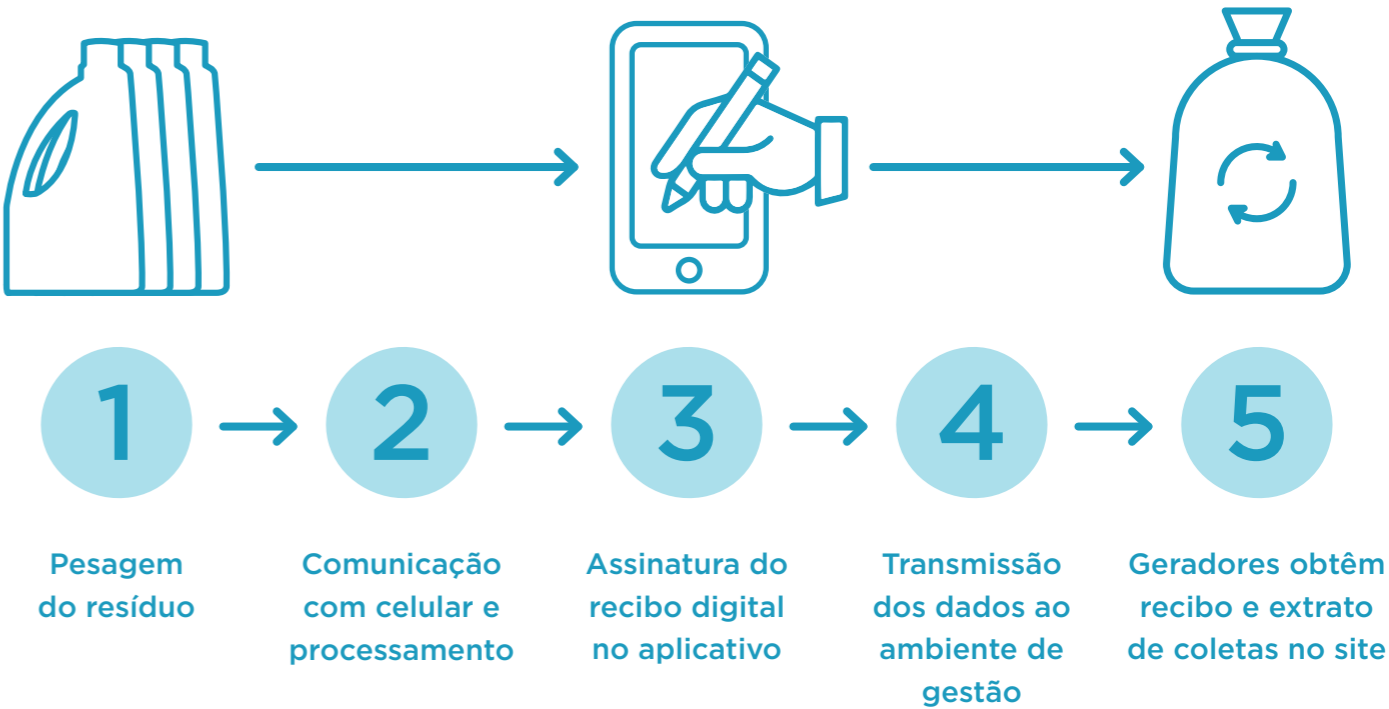 1
2
3
4
5
Pesagem
do resíduo
Comunicação
com celular e
processamento
Assinatura do
recibo digital
no aplicativo
Transmissão
dos dados ao
ambiente de
gestão
Geradores obtêm
recibo e extrato
de coletas no site